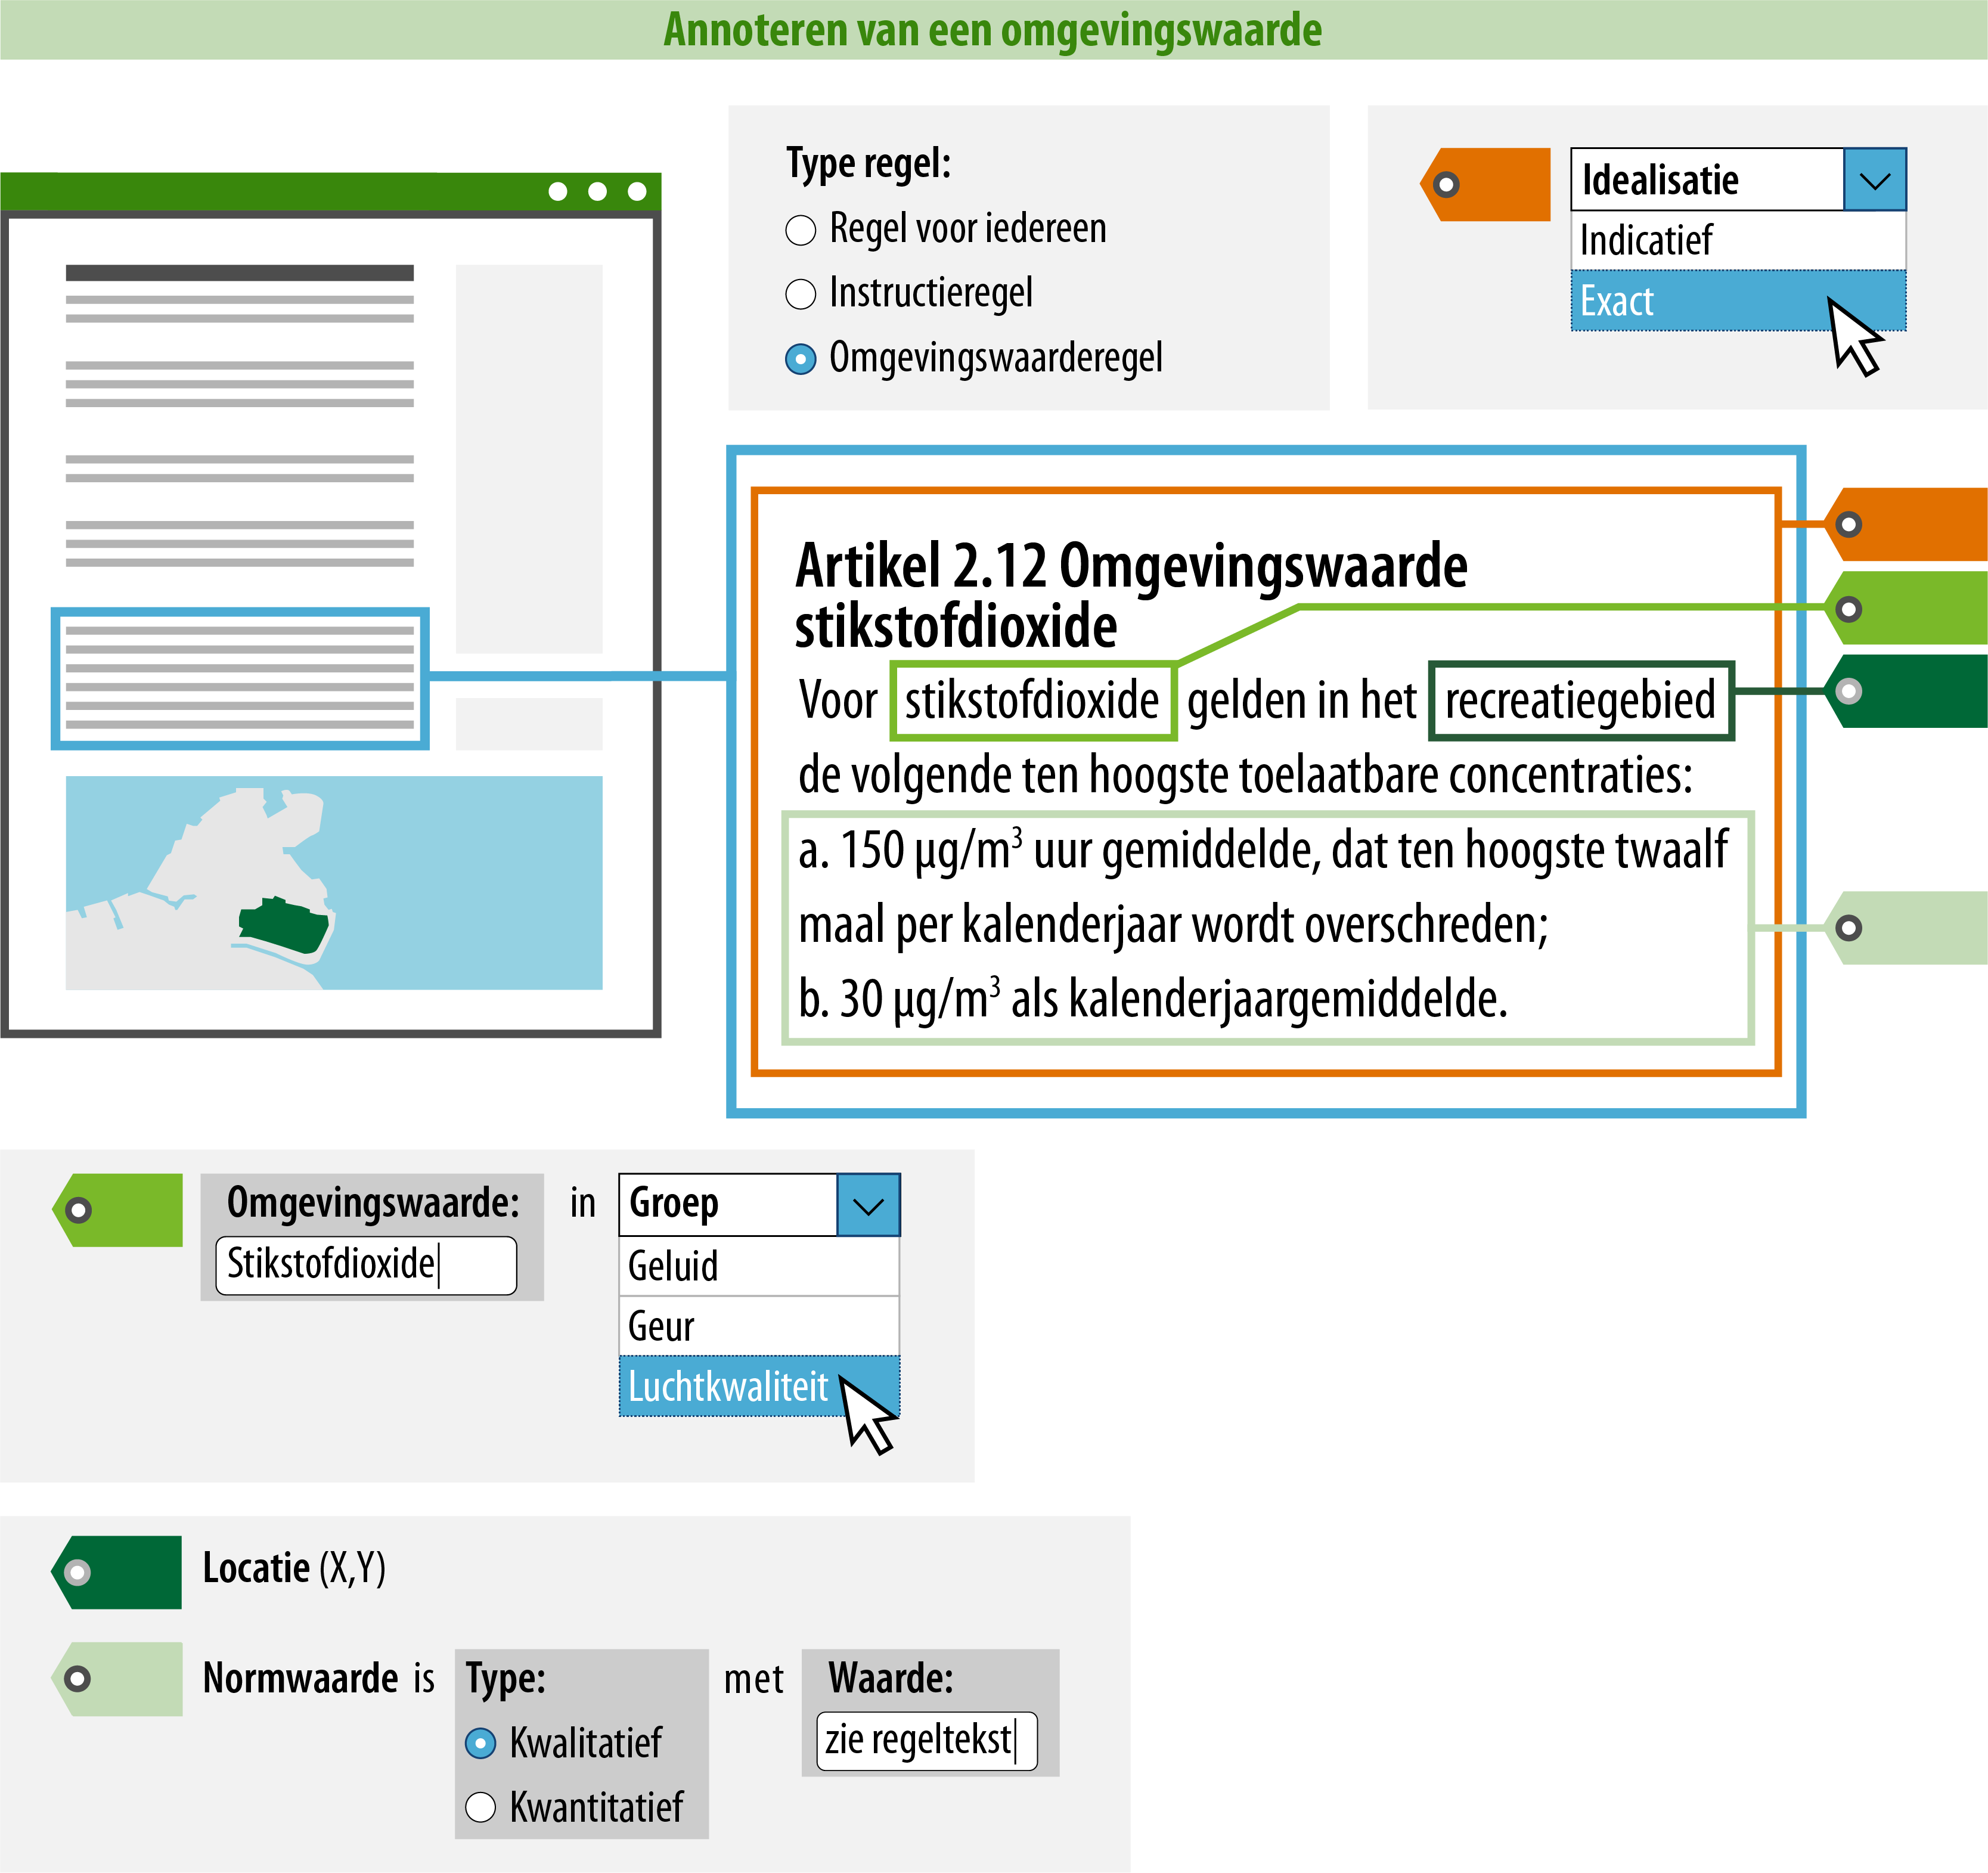 Annoteren van een omgevingswaarde
Type regel:
Regel voor iedereen
Instructieregel
Omgevingswaarderegel
Idealisatie
Indicatief
Exact
Artikel 2.12 Omgevingswaarde
stikstofdioxide
Voor stikstofdioxide gelden in het recreatiegebied
de volgende ten hoogste toelaatbare concentraties:
a. 150 µg/m³ uur gemiddelde, dat ten hoogste twaalf
maal per kalenderjaar wordt overschreden;
b. 30 µg/m³ als kalenderjaargemiddelde.
Omgevingswaarde: in Groep
Stikstofdioxide
Geluid
Geur
Luchtkwaliteit
Locatie (X,Y)
Normwaarde is Type: met Waarde:
Kwalitatief
zie regeltekst
Kwantitatief